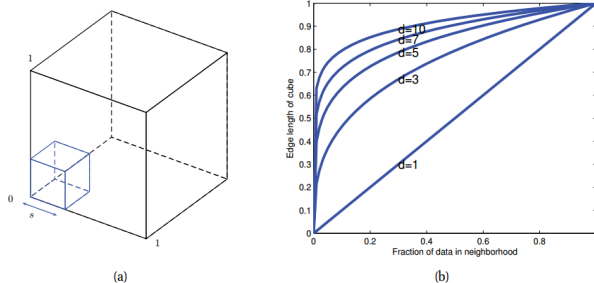 1
0
s
1
(a)
Edge length of cube
1
0.9
0.8
0.7
0.6
0.5
0.4
0.3
0.2
0.1
0
d=10
d=7
d=5
d=3
d=1
0 0.2 0.4 0.6 0.8
Fraction of data in neighborhood
(b)